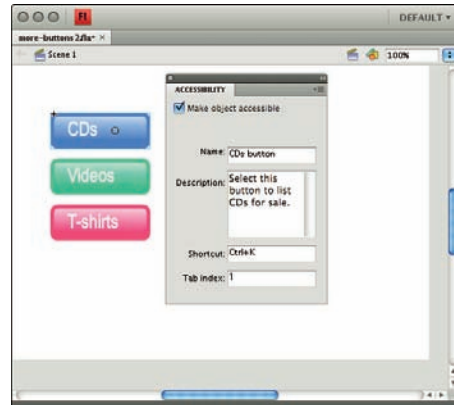 Fl
DEFAULT
more-buttons 2.fla* ×
Scene 1
100%
ACCESSIBILITY
Make object accessible
Name: CDs button
Description: Select this
button to list
CDs for sale.
Shortcut: Ctrl+K
Tab index: 1
CDs
Videos
T-shirts